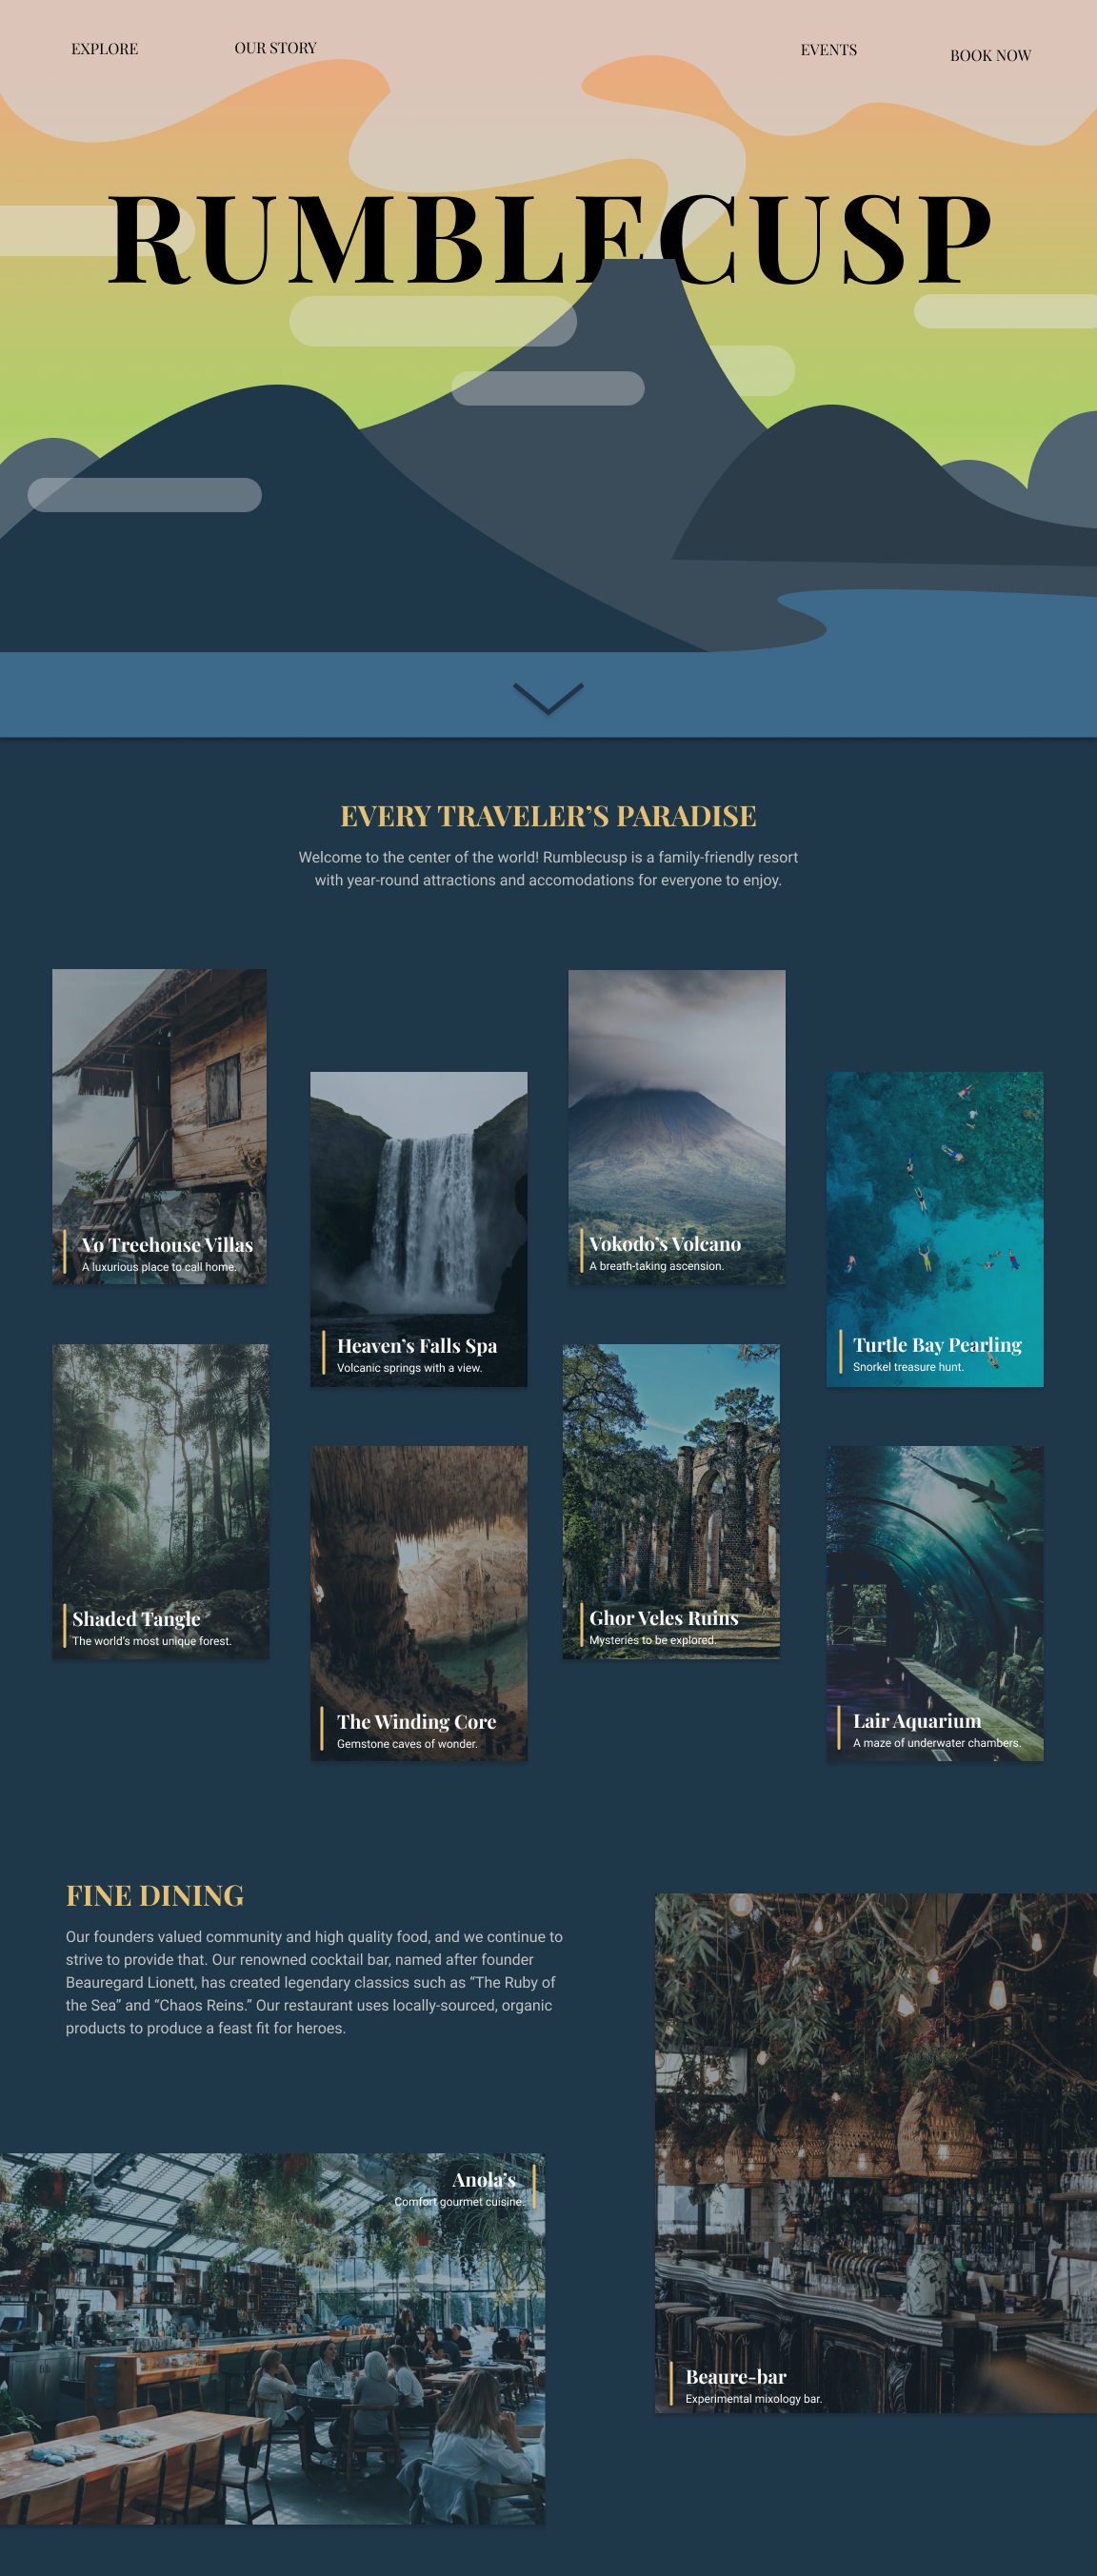 EXPLORE
OUR STORY
EVENTS
BOOK NOW
RUMBLECUSP
EVERY TRAVELER’S PARADISE
Welcome to the center of the world! Rumblecusp is a family-friendly resort
with year-round attractions and accomodations for everyone to enjoy.
Vo Treehouse Villas
A luxurious place to call home.
Heaven’s Falls Spa
Volcanic springs with a view.
Vokodo’s Volcano
A breath-taking ascension.
Turtle Bay Pearling
Snorkel treasure hunt.
Shaded Tangle
The world’s most unique forest.
The Winding Core
Gemstone caves of wonder.
Ghor Veles Ruins
Mysteries to be explored.
Lair Aquarium
A maze of underwater chambers.
FINE DINING
Our founders valued community and high quality food, and we continue to
strive to provide that. Our renowned cocktail bar, named after founder
Beauregard Lionett, has created legendary classics such as “The Ruby of
the Sea” and “Chaos Reins.” Our restaurant uses locally-sourced, organic
products to produce a feast fit for heroes.
Anola’s
Comfort gourmet cuisine.
Beaure-bar
Experimental mixology bar.